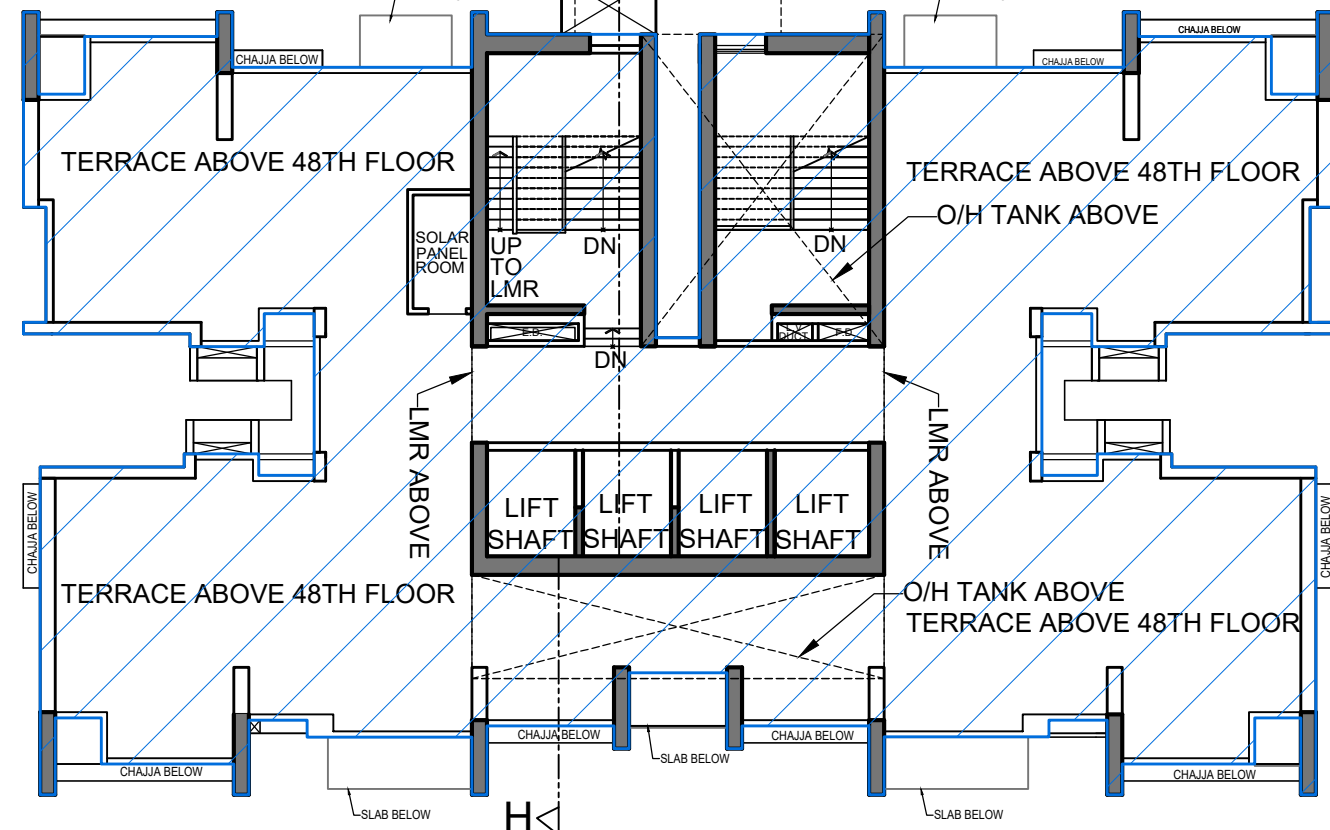 CHAJJA BELOW
CHAJJA BELOW
CHAJJA BELOW
TERRACE ABOVE 48TH FLOOR
TERRACE ABOVE 48TH FLOOR
O/H TANK ABOVE
SOLAR
PANEL
ROOM
UP
TO
LMR
DN
DN
E.D.
DUCT
F.D.
DN
LMR ABOVE
LMR ABOVE
LIFT
SHAFT
LIFT
SHAFT
LIFT
SHAFT
LIFT
SHAFT
CHAJJA BELOW
CHAJJA BELOW
TERRACE ABOVE 48TH FLOOR
O/H TANK ABOVE
TERRACE ABOVE 48TH FLOOR
CHAJJA BELOW
CHAJJA BELOW
SLAB BELOW
CHAJJA BELOW
CHAJJA BELOW
SLAB BELOW
SLAB BELOW
H